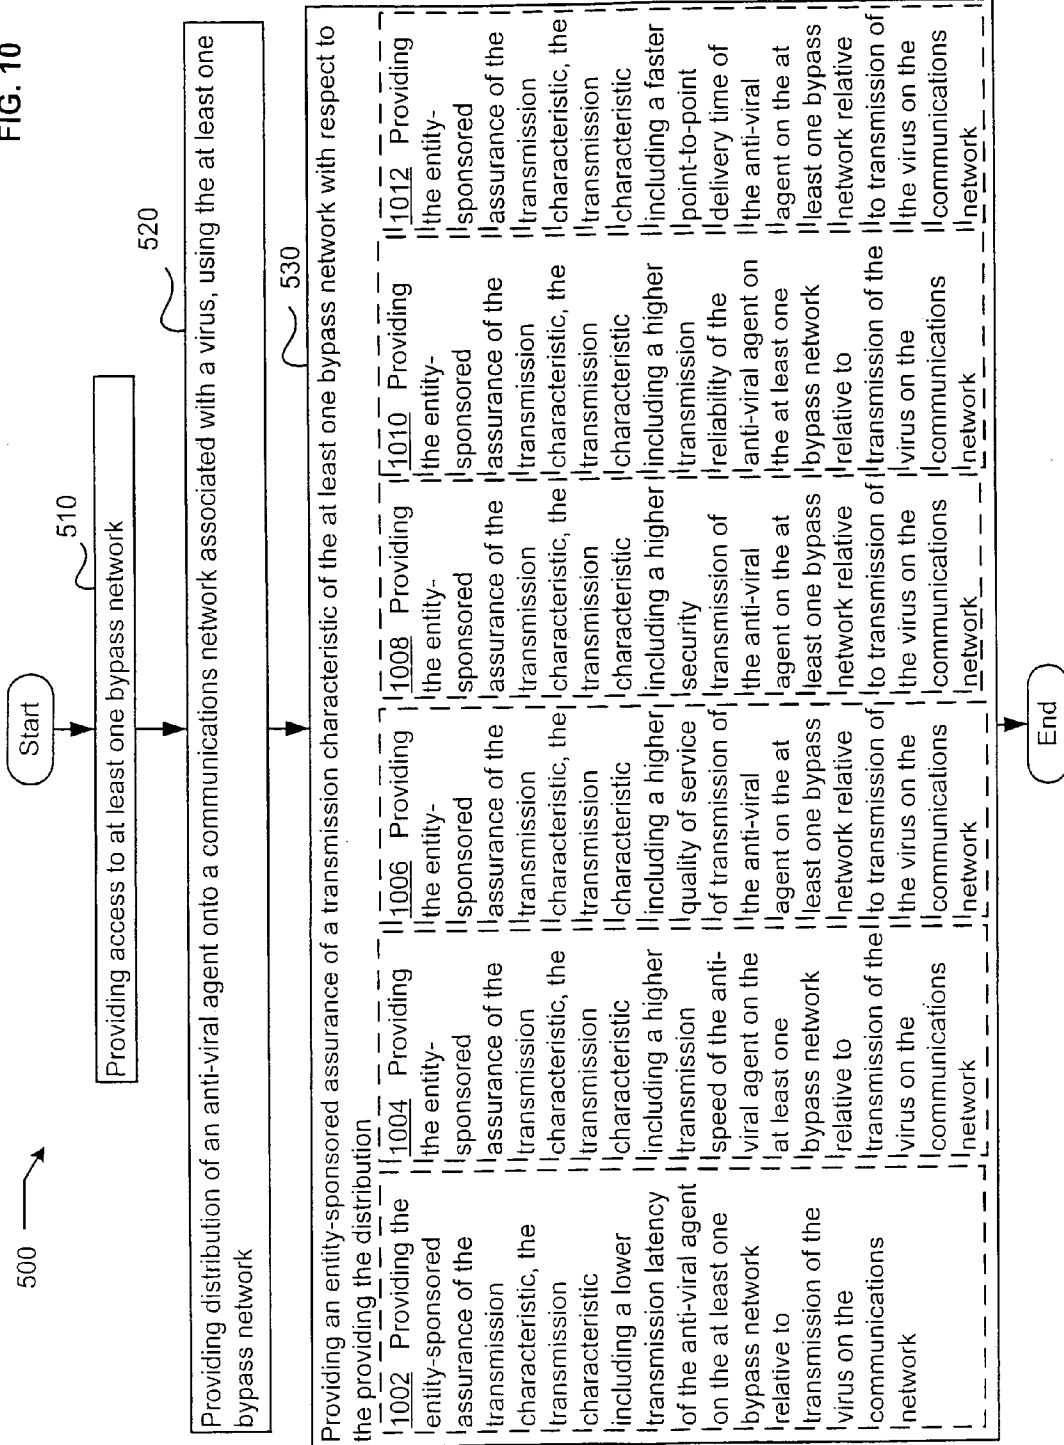 FIG. 10
500
Start
510
Providing access to at least one bypass network
520
Providing distribution of an anti-viral agent onto a communications network associated with a virus, using the at least one
bypass network
530
Providing an entity-sponsored assurance of a transmission characteristic of the at least one bypass network with respect to
the providing the distribution
1002 Providing the
entity-sponsored
assurance of the
transmission
characteristic, the
transmission
characteristic
including a lower
transmission latency
of the anti-viral agent
on the at least one
bypass network
relative to
transmission of the
virus on the
communications
network
1004 Providing
the entity-
sponsored
assurance of the
transmission
characteristic, the
transmission
characteristic
including a higher
transmission
speed of the anti-
viral agent on the
at least one
bypass network
relative to
transmission of the
virus on the
communications
network
1006 Providing
the entity-
sponsored
assurance of the
transmission
characteristic, the
transmission
characteristic
including a higher
quality of service
of transmission of
the anti-viral
agent on the at
least one bypass
network relative
to transmission of
the virus on the
communications
network
1008 Providing
the entity-
sponsored
assurance of the
transmission
characteristic, the
transmission
characteristic
including a higher
security
of transmission of
the anti-viral
agent on the at
least one bypass
network relative
to transmission of
the virus on the
communications
network
1010 Providing
the entity-
sponsored
assurance of the
transmission
characteristic, the
transmission
characteristic
including a higher
transmission
reliability of the
anti-viral agent on
the at least one
bypass network
relative to
transmission of the
virus on the
communications
network
1012 Providing
the entity-
sponsored
assurance of the
transmission
characteristic, the
transmission
characteristic
including a faster
point-to-point
delivery time of
the anti-viral
agent on the at
least one bypass
network relative
to transmission of
the virus on the
communications
network
End